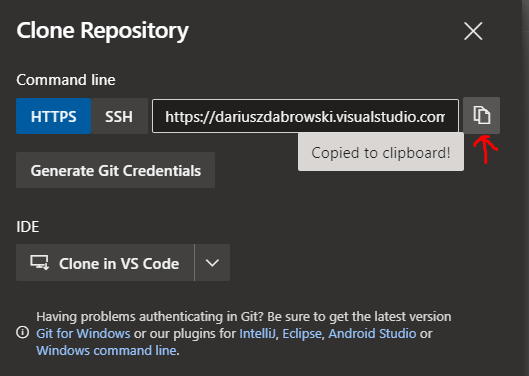 Clone Repository
Command line
HTTPS SSH https://dariuszdabrowski.visualstudio.com
Copied to clipboard!
Generate Git Credentials
IDE
Clone in VS Code
Having problems authenticating in Git? Be sure to get the latest version
Git for Windows or our plugins for IntelliJ, Eclipse, Android Studio or
Windows command line.